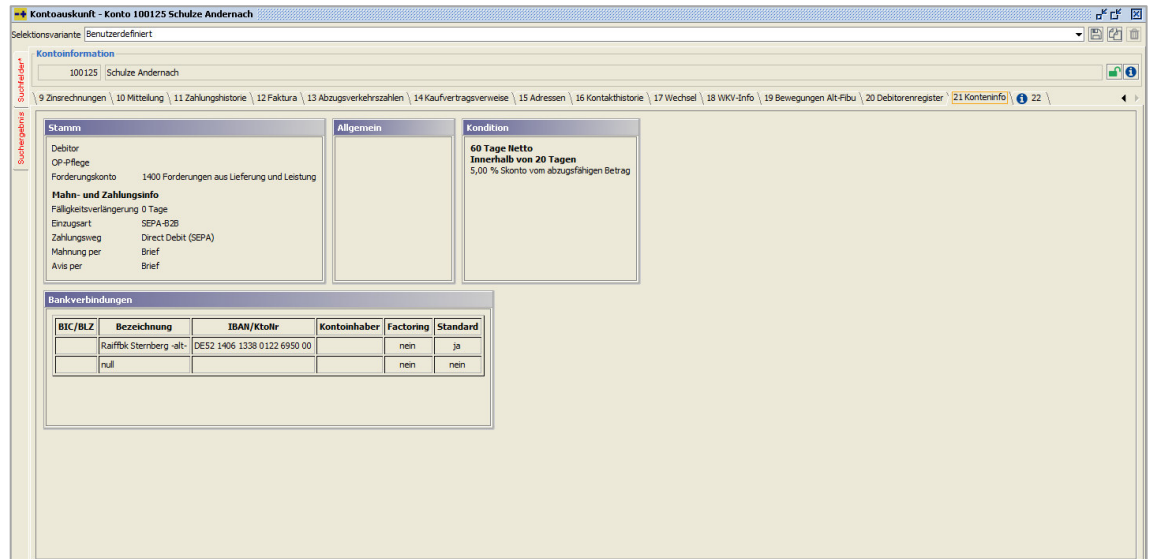 Kontoauskunft - Konto 100125 Schulze Andernach
Selektionsvariante Benutzerdefiniert
Suchfelder*
Suchergebnis
Kontoinformation
100125 Schulze Andernach
9 Zinsrechnungen \ 10 Mitteilung \ 11 Zahlungshistorie \ 12 Faktura \ 13 Abzugsverkehrszahlen \ 14 Kaufvertragsverweise \ 15 Adressen \ 16 Kontakthistorie \ 17 Wechsel \ 18 WKV-Info \ 19 Bewegungen Alt-Fibu \ 20 Debitorenregister \ 21 Konteninfo \ 22 \
Stamm
Debitor
OP-Pflege
Forderungskonto 1400 Forderungen aus Lieferung und Leistung
Mahn- und Zahlungsinfo
Fälligkeitsverlängerung 0 Tage
Einzugsart SEPA-B2B
Zahlungsweg Direct Debit (SEPA)
Mahnung per Brief
Avis per Brief
Allgemein
Kondition
60 Tage Netto
Innerhalb von 20 Tagen
5,00 % Skonto vom abzugsfähigen Betrag
Bankverbindungen
BIC/BLZ Bezeichnung IBAN/KtoNr Kontoinhaber Factoring Standard
Raiffbk Sternberg -alt- DE52 1406 1338 0122 6950 00 nein ja
null nein nein